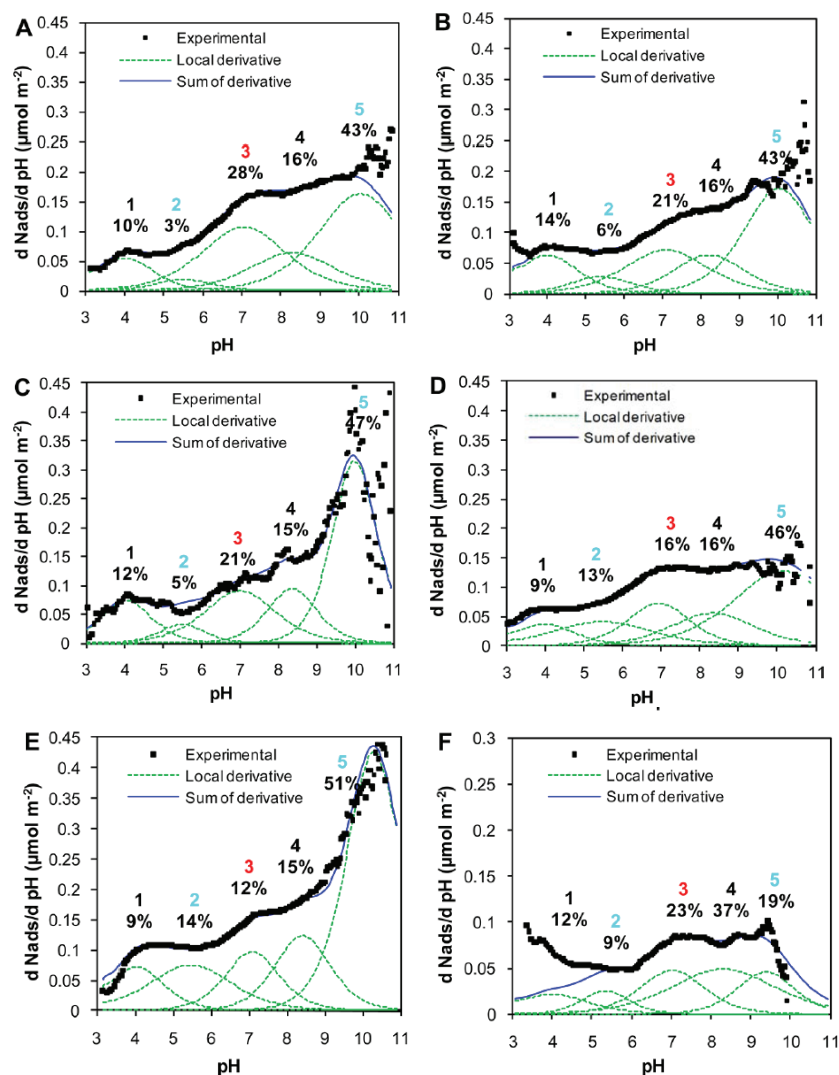 A
d Nads/d pH (µmol m-2)
0.45
0.4
0.35
0.3
0.25
0.2
0.15
0.1
0.05
0
Experimental
Local derivative
Sum of derivative
1
10%
2
3%
3
28%
4
16%
5
43%
3 4 5 6 7 8 9 10 11
pH
B
d Nads/d pH (µmol m-2)
0.45
0.4
0.35
0.3
0.25
0.2
0.15
0.1
0.05
0
Experimental
Local derivative
Sum of derivative
1
14%
2
6%
3
21%
4
16%
5
43%
3 4 5 6 7 8 9 10 11
pH
C
d Nads/d pH (µmol m-2)
0.45
0.4
0.35
0.3
0.25
0.2
0.15
0.1
0.05
0
Experimental
Local derivative
Sum of derivative
1
12%
2
5%
3
21%
4
15%
5
47%
3 4 5 6 7 8 9 10 11
pH
D
d Nads/d pH (µmol m-2)
0.45
0.4
0.35
0.3
0.25
0.2
0.15
0.1
0.05
0
Experimental
Local derivative
Sum of derivative
1
9%
2
13%
3
16%
4
16%
5
46%
3 4 5 6 7 8 9 10 11
pH
E
d Nads/d pH (µmol m-2)
0.45
0.4
0.35
0.3
0.25
0.2
0.15
0.1
0.05
0
Experimental
Local derivative
Sum of derivative
1
9%
2
14%
3
12%
4
15%
5
51%
3 4 5 6 7 8 9 10 11
pH
F
d Nads/d pH (µmol m-2)
0.3
0.25
0.2
0.15
0.1
0.05
0
Experimental
Local derivative
Sum of derivative
1
12%
2
9%
3
23%
4
37%
5
19%
3 4 5 6 7 8 9 10 11
pH